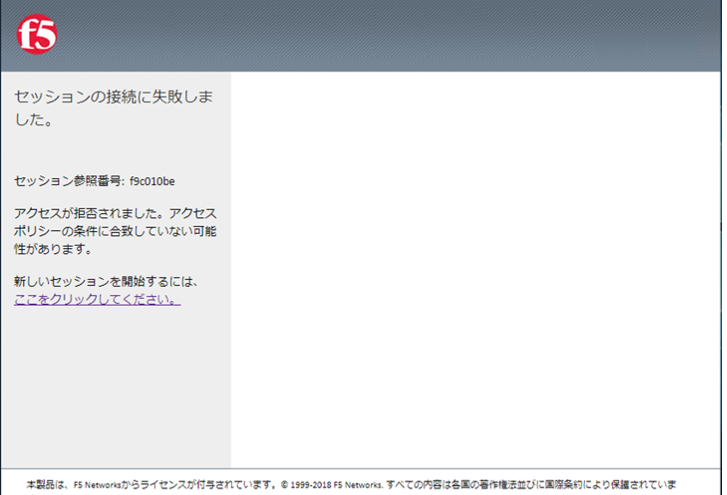 f5
セッションの接続に失敗しま
した。
セッション参照番号: f9c010be
アクセスが拒否されました。アクセス
ポリシーの条件に合致していない可能
性があります。
新しいセッションを開始するには、
ここをクリックしてください。
本製品は、F5 Networksからライセンスが付与されています。© 1999-2018 F5 Networks. すべての内容は各国の著作権法並びに国際条約により保護されていま